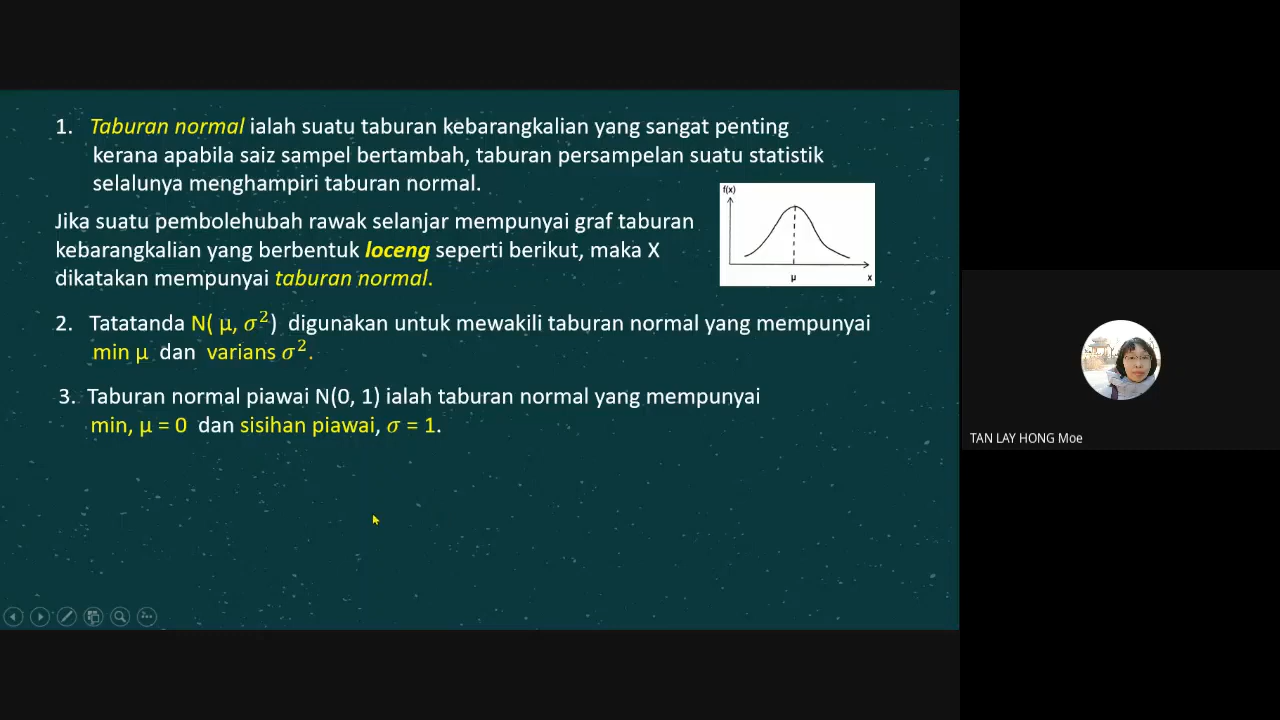 1. Taburan normal ialah suatu taburan kebarangkalian yang sangat penting
kerana apabila saiz sampel bertambah, taburan persampelan suatu statistik
selalunya menghampiri taburan normal.
Jika suatu pembolehubah rawak selanjar mempunyai graf taburan
kebarangkalian yang berbentuk loceng seperti berikut, maka X
dikatakan mempunyai taburan normal.
f(x)
μ
x
2. Tatatanda N( μ, σ²) digunakan untuk mewakili taburan normal yang mempunyai
min μ dan varians σ².
3. Taburan normal piawai N(0, 1) ialah taburan normal yang mempunyai
min, μ = 0 dan sisihan piawai, σ = 1.
TAN LAY HONG Moe